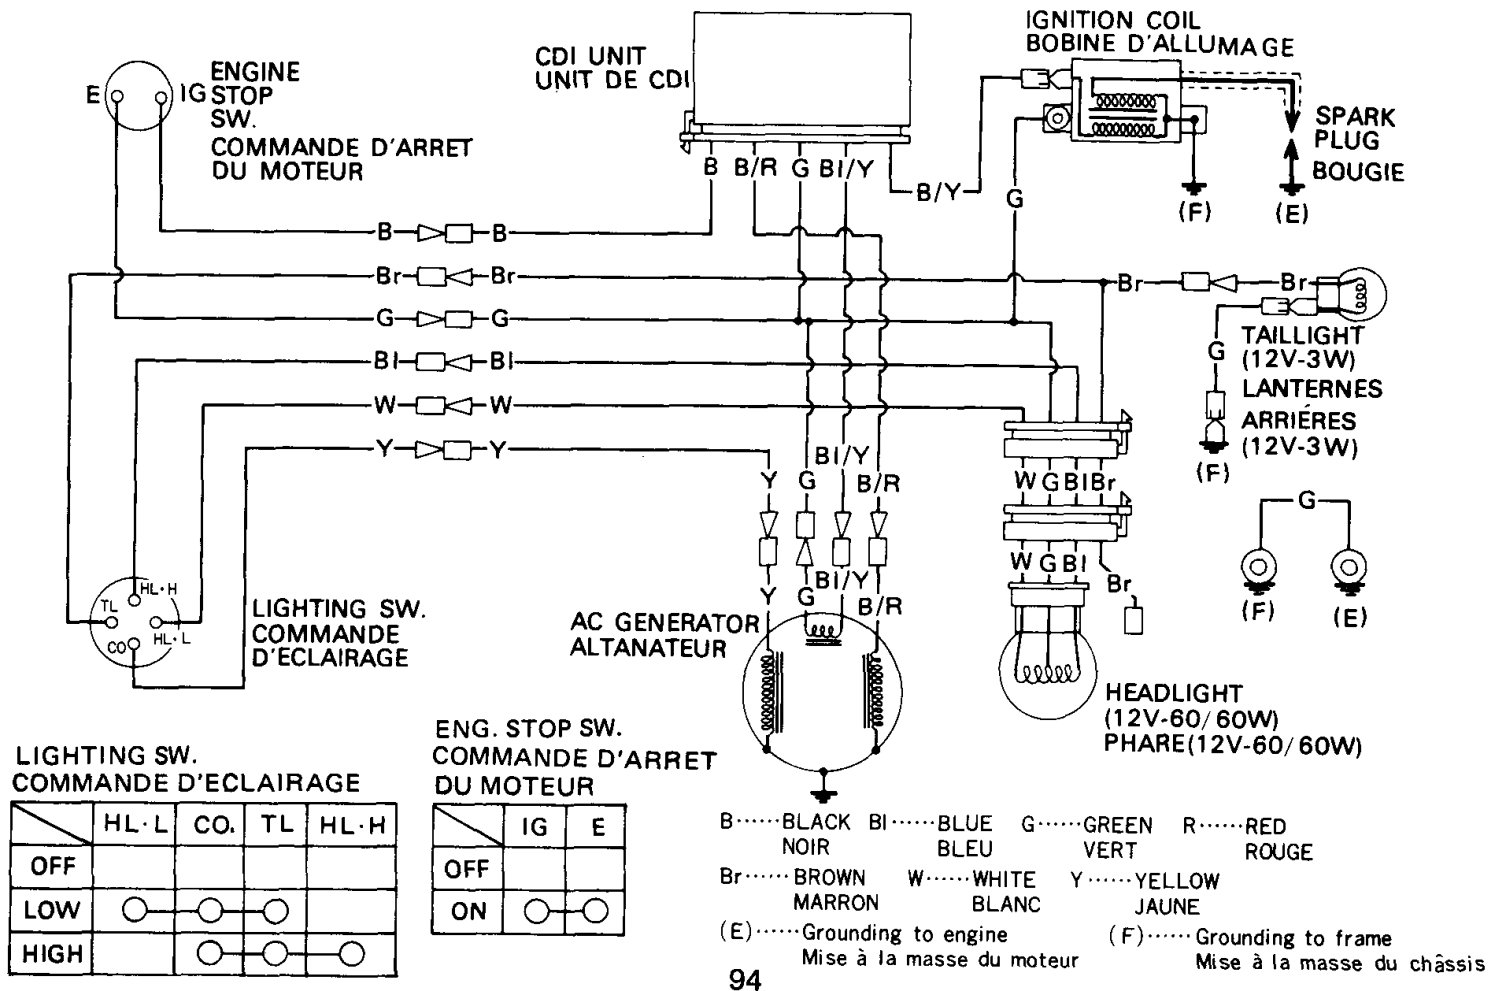 IGNITION COIL
BOBINE D'ALLUMAGE
CDI UNIT
UNIT DE CDI
E
IG
ENGINE
STOP
SW.
COMMANDE D'ARRET
DU MOTEUR
SPARK
PLUG
BOUGIE
B B/R G Bl/Y
B/Y
G
(F)
(E)
B B
Br Br
Br Br
G G
TAILLIGHT
(12V-3W)
LANTERNES
ARRIÉRES
(12V-3W)
G
(F)
Bl Bl
W W
Y Y
Y G Bl/Y B/R
W G Bl Br
G
(F)
(E)
Y G Bl/Y B/R
W G Bl
Br
HL·H
TL
HL·L
CO
LIGHTING SW.
COMMANDE
D'ECLAIRAGE
AC GENERATOR
ALTANATEUR
HEADLIGHT
(12V-60/60W)
PHARE(12V-60/60W)
LIGHTING SW.
COMMANDE D'ECLAIRAGE
HL·L CO. TL HL·H
OFF
LOW
HIGH
ENG. STOP SW.
COMMANDE D'ARRET
DU MOTEUR
IG E
OFF
ON
B······BLACK Bl······BLUE G······GREEN R······RED
NOIR BLEU VERT ROUGE
Br······BROWN W······WHITE Y······YELLOW
MARRON BLANC JAUNE
(E)······Grounding to engine (F)······Grounding to frame
Mise à la masse du moteur Mise à la masse du châssis
94